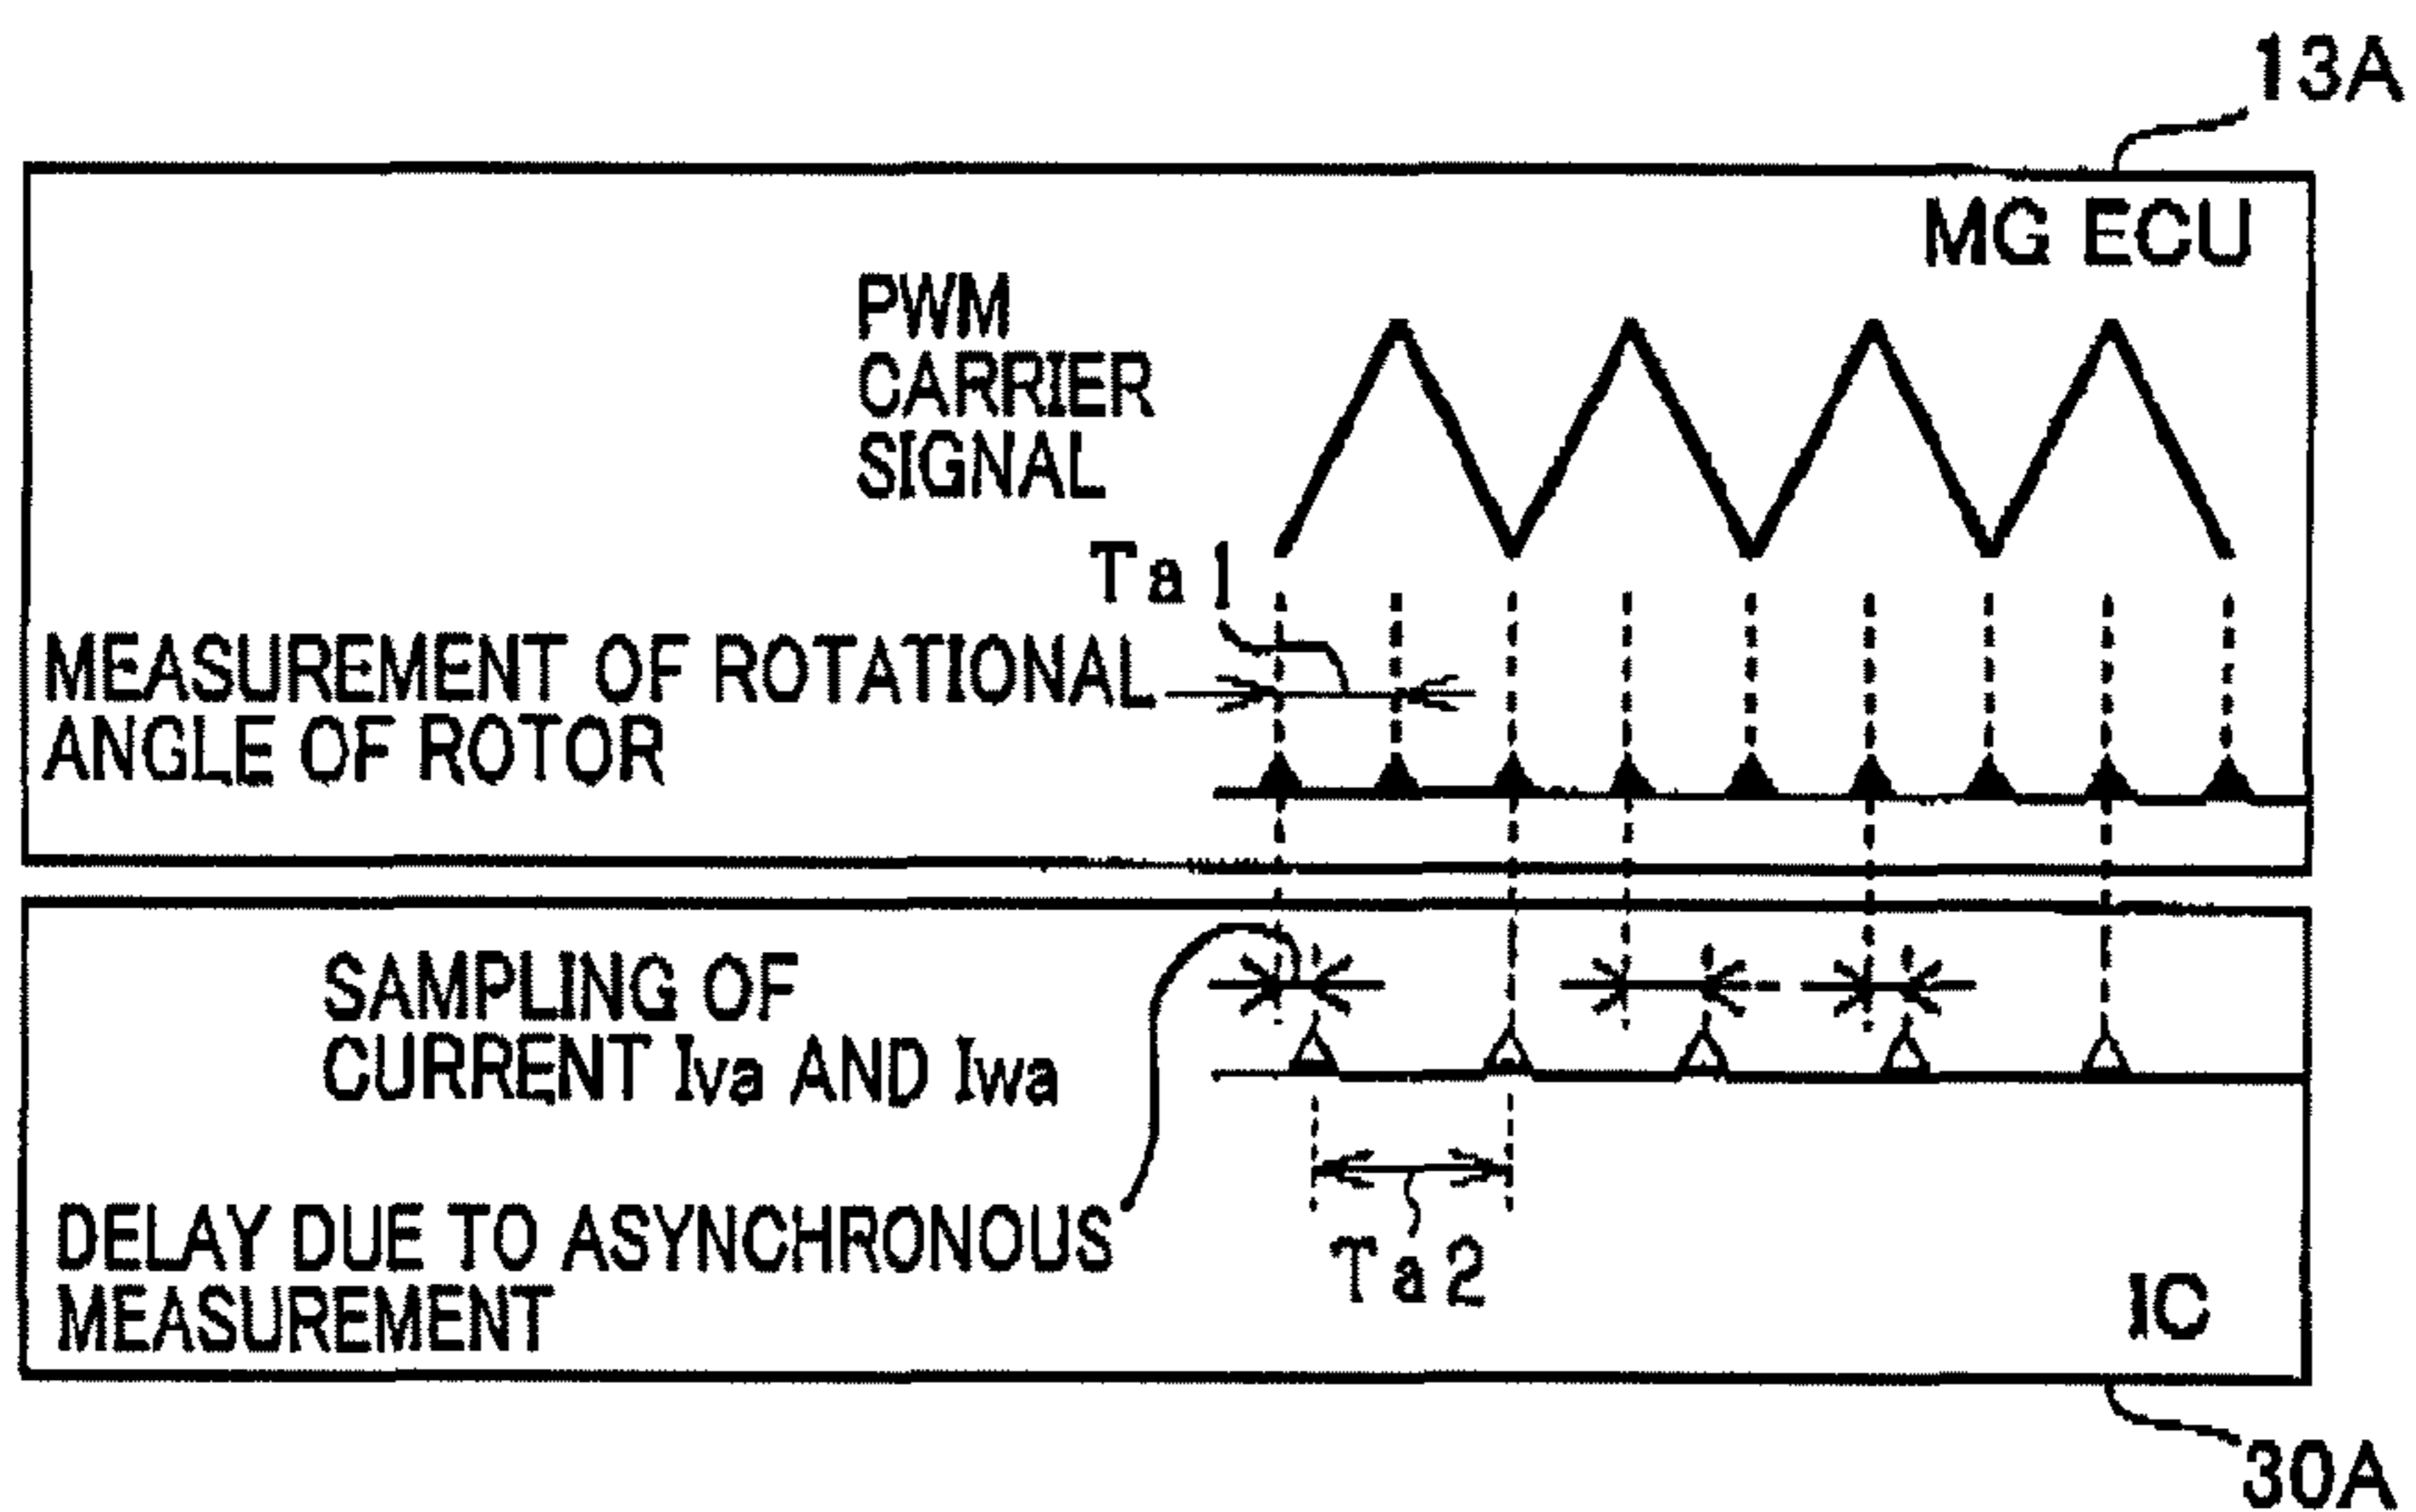 13A
MG ECU
PWM
CARRIER
SIGNAL
Ta1
MEASUREMENT OF ROTATIONAL
ANGLE OF ROTOR
SAMPLING OF
CURRENT Iva AND Iwa
DELAY DUE TO ASYNCHRONOUS
MEASUREMENT
Ta2
IC
30A